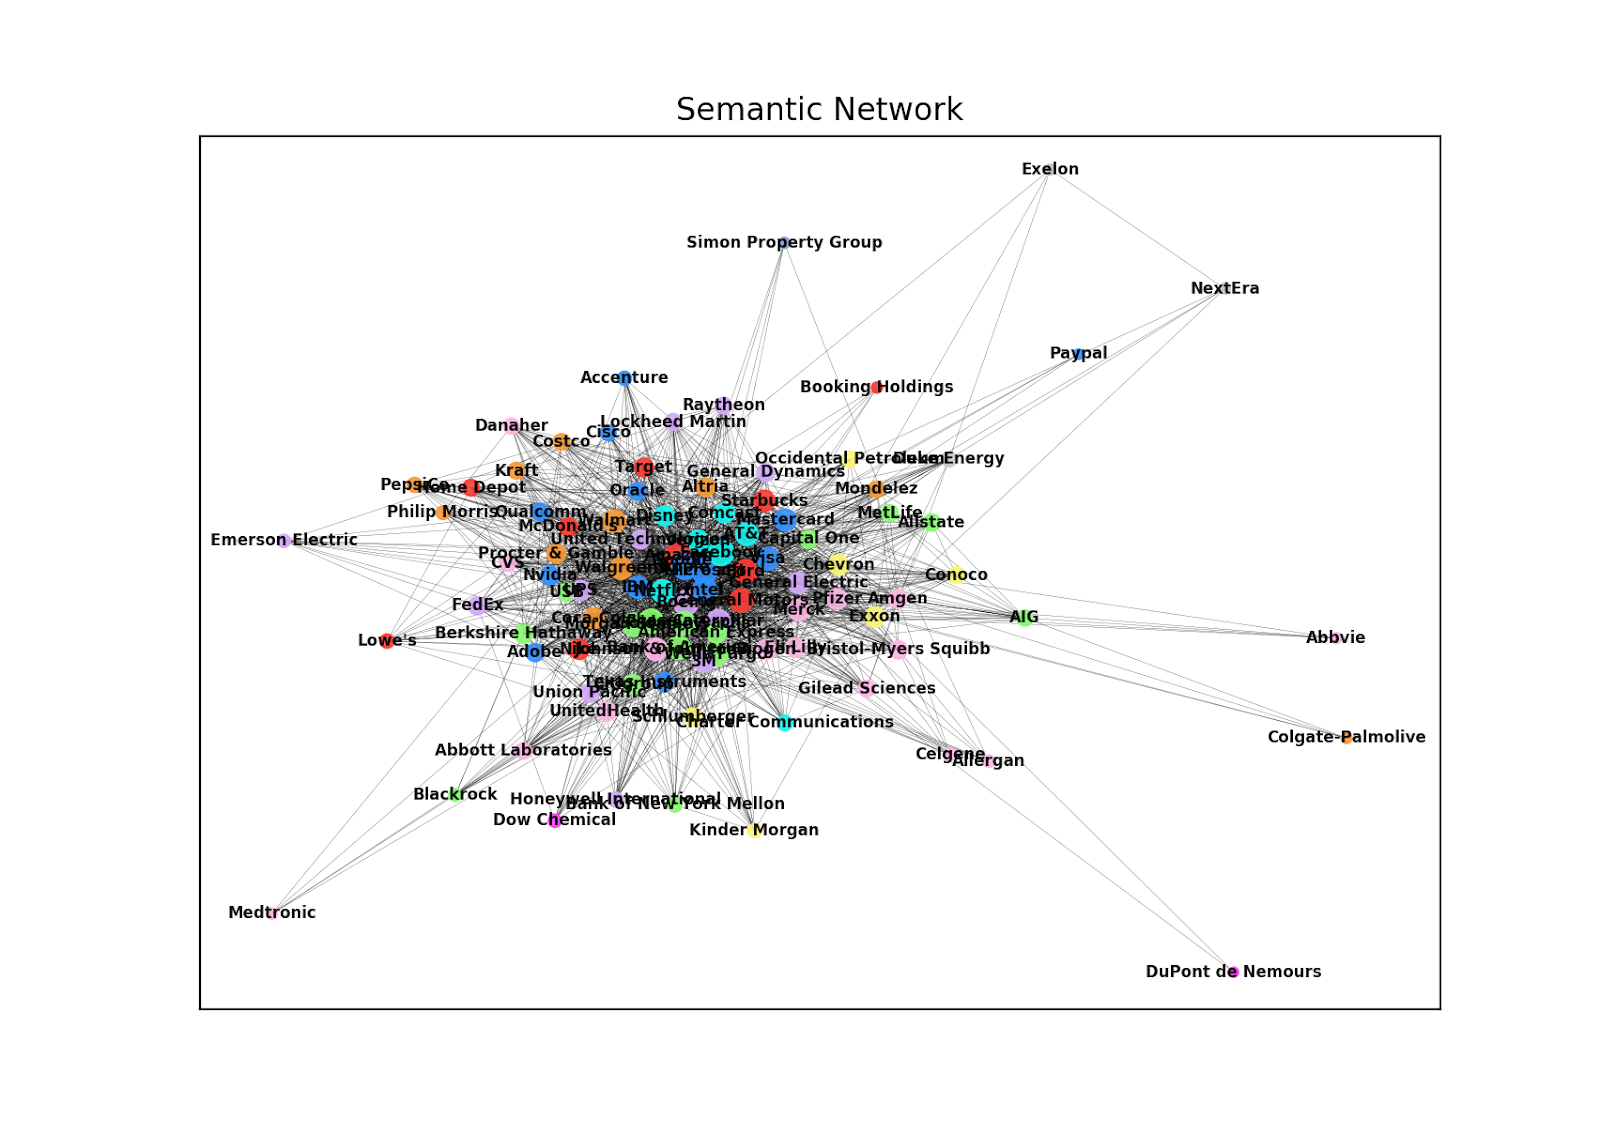 Semantic Network
Exelon
Simon Property Group
NextEra
Paypal
Accenture
Booking Holdings
Raytheon
Lockheed Martin
Danaher
Cisco
Costco
Occidental Petroleum
Duke Energy
Target
Kraft
General Dynamics
PepsiCo
Home Depot
Altria
Mondelez
Oracle
Starbucks
Philip Morris
Qualcomm
Comcast
MetLife
Disney
Walmart
Mastercard
Allstate
McDonald's
AT&T
Emerson Electric
United Technologies
Capital One
Procter & Gamble
Facebook
Amazon
Visa
CVS
Chevron
Walgreens
Microsoft
Ford
Nvidia
Conoco
General Electric
IBM
Netflix
Intel
UPS
General Motors
Pfizer
Amgen
Boeing
FedEx
Merck
Exxon
AIG
Coca-Cola
Caterpillar
Berkshire Hathaway
American Express
Abbvie
Lowe's
Adobe
Nike
Bank of America
Eli Lilly
Bristol-Myers Squibb
Wells Fargo
3M
Texas Instruments
Gilead Sciences
Union Pacific
UnitedHealth
Schlumberger
Charter Communications
Colgate-Palmolive
Abbott Laboratories
Celgene
Allergan
Blackrock
Honeywell International
Bank of New York Mellon
Dow Chemical
Kinder Morgan
Medtronic
DuPont de Nemours